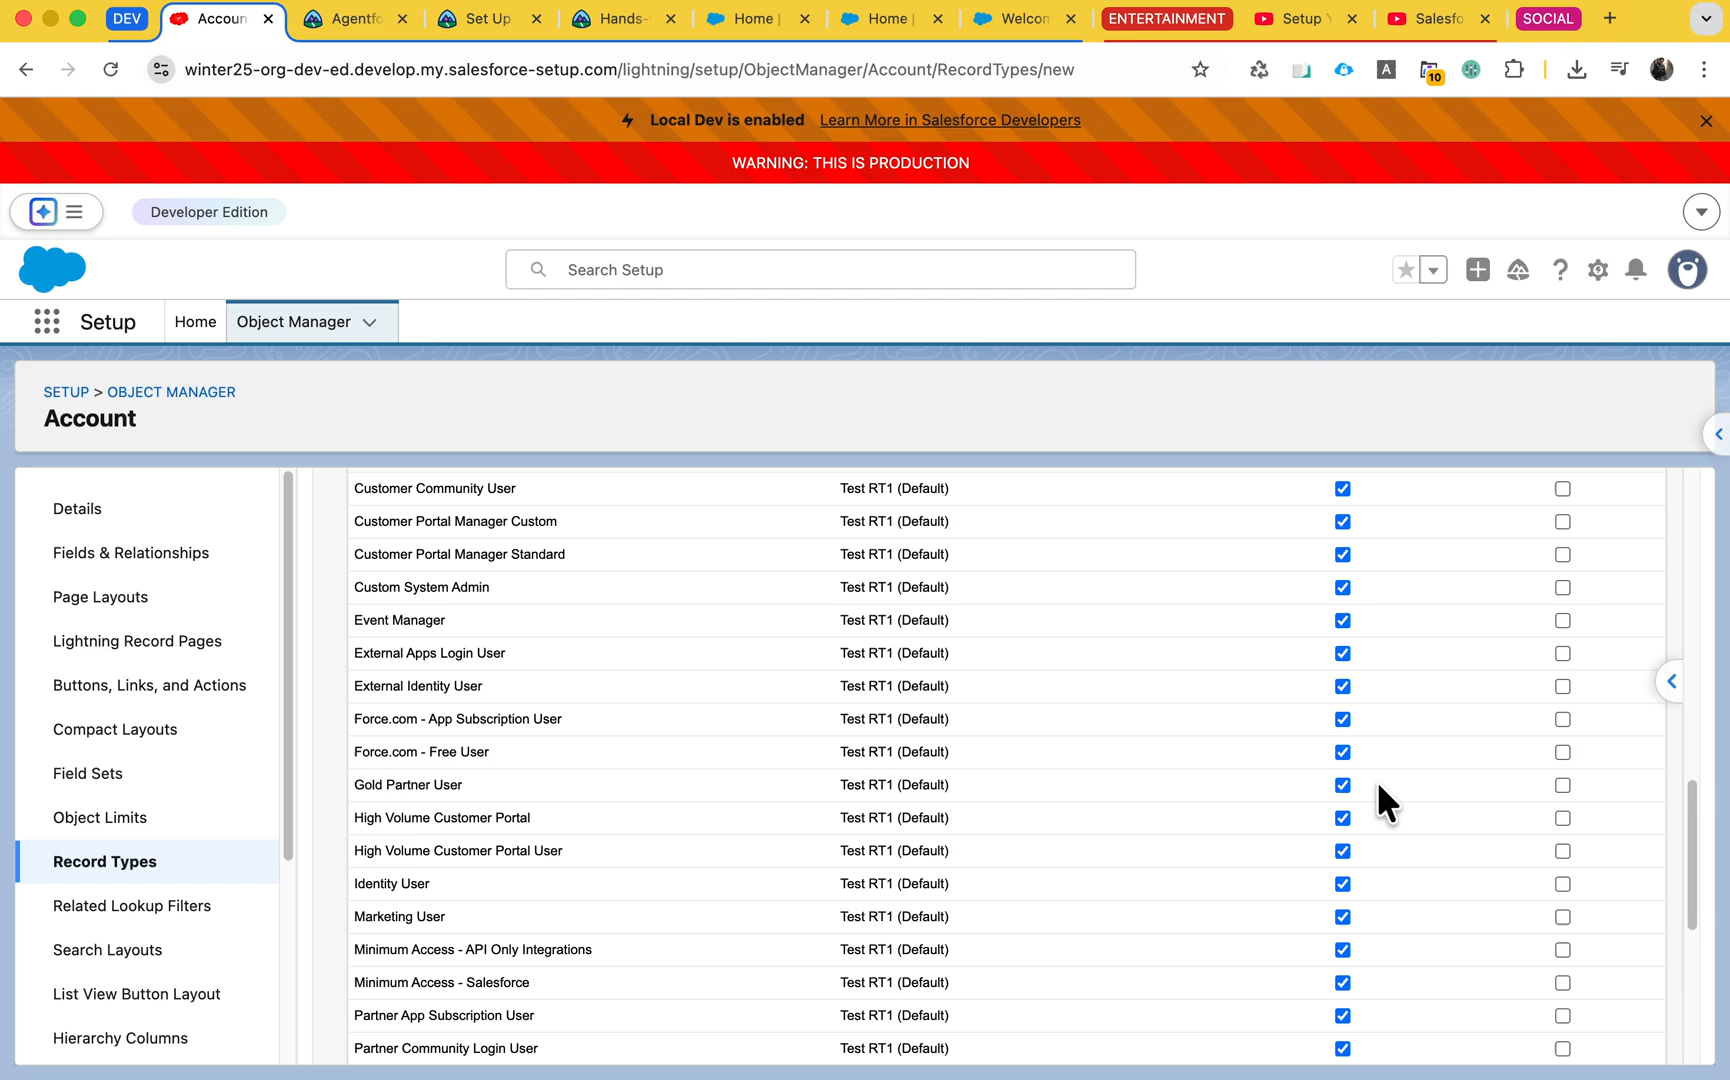 DEV
Accoun
Agentfo
Set Up
Hands-
Home |
Home |
Welcon
ENTERTAINMENT
Setup Y
Salesfo
SOCIAL
winter25-org-dev-ed.develop.my.salesforce-setup.com/lightning/setup/ObjectManager/Account/RecordTypes/new
A
10
Local Dev is enabled Learn More in Salesforce Developers
WARNING: THIS IS PRODUCTION
Developer Edition
Search Setup
Setup
Home
Object Manager
SETUP > OBJECT MANAGER
Account
Details
Fields & Relationships
Page Layouts
Lightning Record Pages
Buttons, Links, and Actions
Compact Layouts
Field Sets
Object Limits
Record Types
Related Lookup Filters
Search Layouts
List View Button Layout
Hierarchy Columns
Customer Community User Test RT1 (Default)
Customer Portal Manager Custom Test RT1 (Default)
Customer Portal Manager Standard Test RT1 (Default)
Custom System Admin Test RT1 (Default)
Event Manager Test RT1 (Default)
External Apps Login User Test RT1 (Default)
External Identity User Test RT1 (Default)
Force.com - App Subscription User Test RT1 (Default)
Force.com - Free User Test RT1 (Default)
Gold Partner User Test RT1 (Default)
High Volume Customer Portal Test RT1 (Default)
High Volume Customer Portal User Test RT1 (Default)
Identity User Test RT1 (Default)
Marketing User Test RT1 (Default)
Minimum Access - API Only Integrations Test RT1 (Default)
Minimum Access - Salesforce Test RT1 (Default)
Partner App Subscription User Test RT1 (Default)
Partner Community Login User Test RT1 (Default)